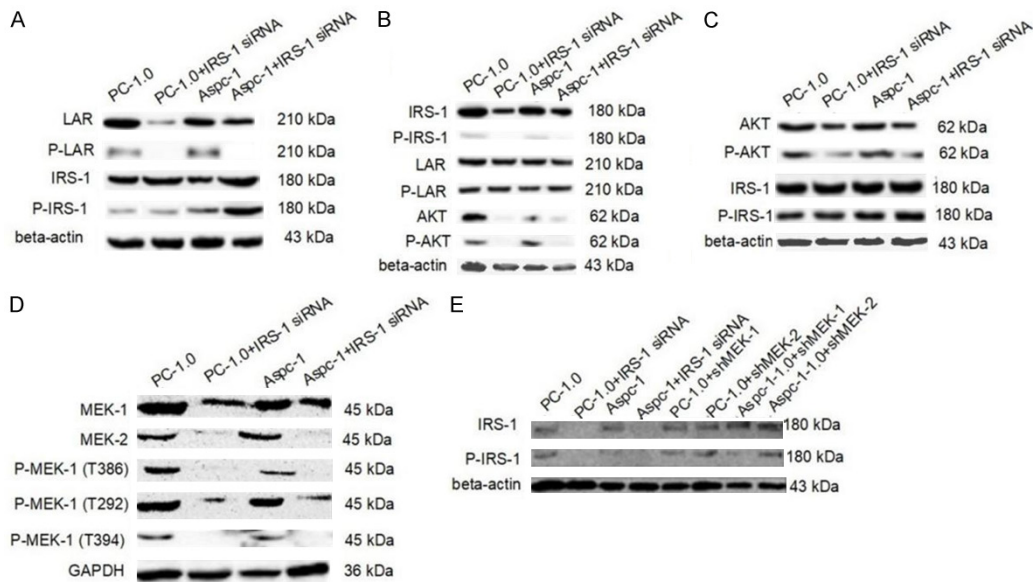 A
PC-1.0
PC-1.0+IRS-1 siRNA
Aspc-1
Aspc-1+IRS-1 siRNA
LAR 210 kDa
P-LAR 210 kDa
IRS-1 180 kDa
P-IRS-1 180 kDa
beta-actin 43 kDa
B
PC-1.0
PC-1.0+IRS-1 siRNA
Aspc-1
Aspc-1+IRS-1 siRNA
IRS-1 180 kDa
P-IRS-1 180 kDa
LAR 210 kDa
P-LAR 210 kDa
AKT 62 kDa
P-AKT 62 kDa
beta-actin 43 kDa
C
PC-1.0
PC-1.0+IRS-1 siRNA
Aspc-1
Aspc-1+IRS-1 siRNA
AKT 62 kDa
P-AKT 62 kDa
IRS-1 180 kDa
P-IRS-1 180 kDa
beta-actin 43 kDa
D
PC-1.0
PC-1.0+IRS-1 siRNA
Aspc-1
Aspc-1+IRS-1 siRNA
MEK-1 45 kDa
MEK-2 45 kDa
P-MEK-1 (T386) 45 kDa
P-MEK-1 (T292) 45 kDa
P-MEK-1 (T394) 45 kDa
GAPDH 36 kDa
E
PC-1.0
PC-1.0+IRS-1 siRNA
Aspc-1
Aspc-1+IRS-1 siRNA
PC-1.0+shMEK-1
PC-1.0+shMEK-2
Aspc-1-1.0+shMEK-1
Aspc-1-1.0+shMEK-2
IRS-1 180 kDa
P-IRS-1 180 kDa
beta-actin 43 kDa